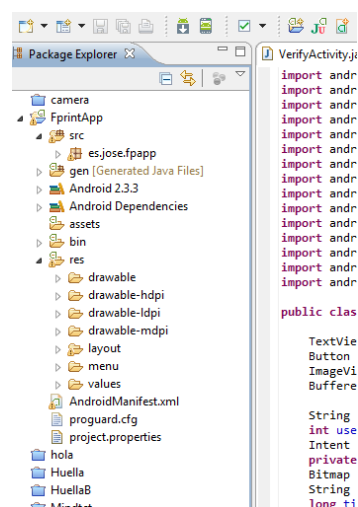 Package Explorer
VerifyActivity.ja
camera
FprintApp
src
es.jose.fpapp
gen [Generated Java Files]
Android 2.3.3
Android Dependencies
assets
bin
res
drawable
drawable-hdpi
drawable-ldpi
drawable-mdpi
layout
menu
values
AndroidManifest.xml
proguard.cfg
project.properties
hola
Huella
HuellaB
import andr
import andr
import andr
import andr
import andr
import andr
import andr
import andr
import andr
import andr
import andr
import andr
import andr
import andr
public clas
TextVie
Button
ImageVi
Buffere
String
int use
Intent
private
Bitmap
String
long ti